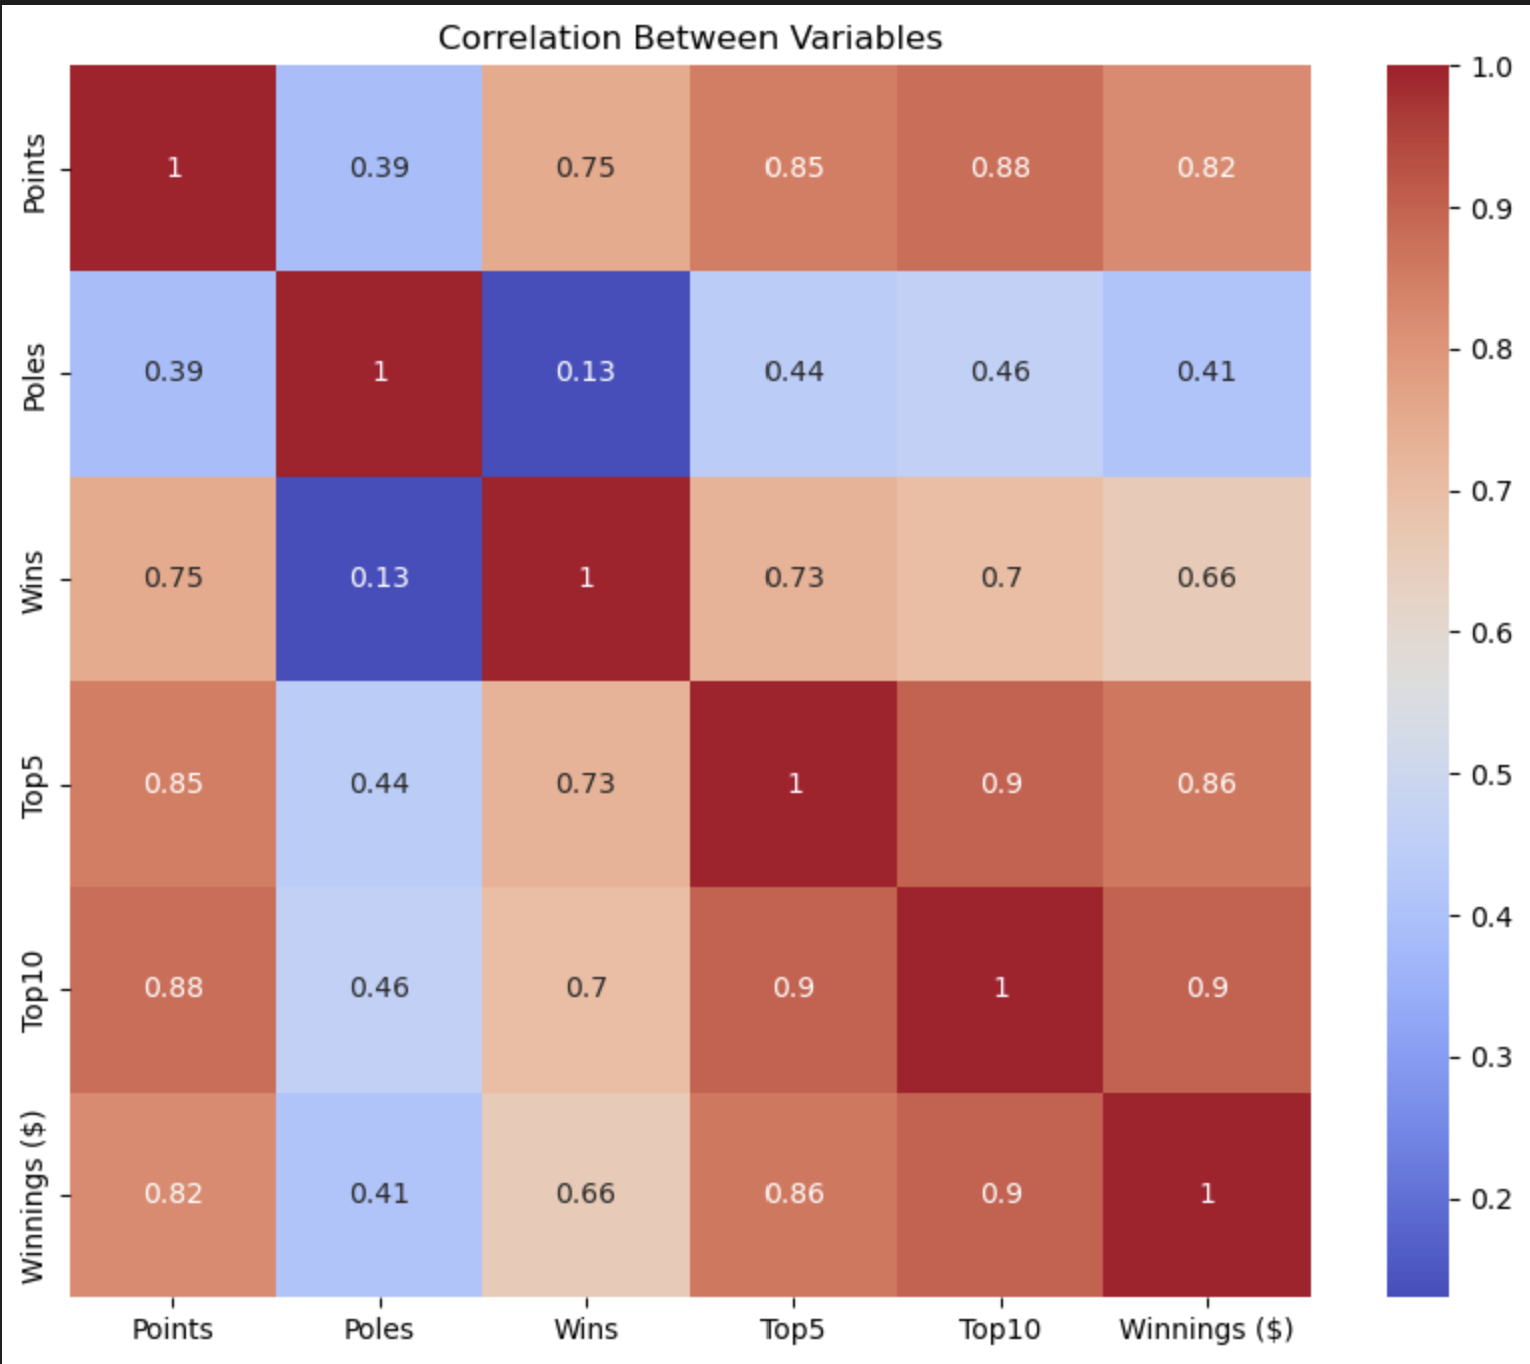 Correlation Between Variables
Points 1 0.39 0.75 0.85 0.88 0.82
Poles 0.39 1 0.13 0.44 0.46 0.41
Wins 0.75 0.13 1 0.73 0.7 0.66
Top5 0.85 0.44 0.73 1 0.9 0.86
Top10 0.88 0.46 0.7 0.9 1 0.9
Winnings ($) 0.82 0.41 0.66 0.86 0.9 1
Points Poles Wins Top5 Top10 Winnings ($)
1.0
0.9
0.8
0.7
0.6
0.5
0.4
0.3
0.2